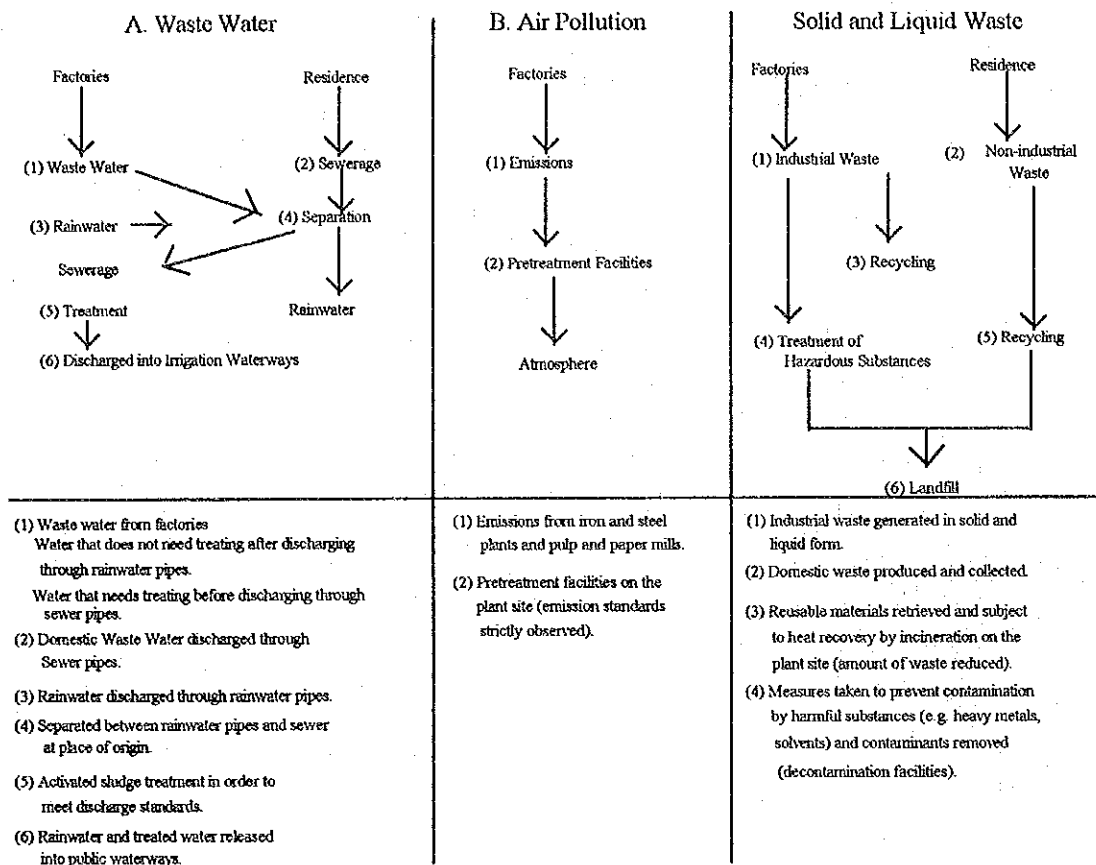 A. Waste Water
Factories
Residence
(1) Waste Water
(2) Sewerage
(3) Rainwater
(4) Separation
Sewerage
(5) Treatment
Rainwater
(6) Discharged into Irrigation Waterways
(1) Waste water from factories
Water that does not need treating after discharging
through rainwater pipes.
Water that needs treating before discharging through
sewer pipes.
(2) Domestic Waste Water discharged through
Sewer pipes.
(3) Rainwater discharged through rainwater pipes.
(4) Separated between rainwater pipes and sewer
at place of origin.
(5) Activated sludge treatment in order to
meet discharge standards.
(6) Rainwater and treated water released
into public waterways.
B. Air Pollution
Factories
(1) Emissions
(2) Pretreatment Facilities
Atmosphere
(1) Emissions from iron and steel
plants and pulp and paper mills.
(2) Pretreatment facilities on the
plant site (emission standards
strictly observed).
Solid and Liquid Waste
Factories
Residence
(1) Industrial Waste
(2) Non-industrial
Waste
(3) Recycling
(4) Treatment of
Hazardous Substances
(5) Recycling
(6) Landfill
(1) Industrial waste generated in solid and
liquid form.
(2) Domestic waste produced and collected.
(3) Reusable materials retrieved and subject
to heat recovery by incineration on the
plant site (amount of waste reduced).
(4) Measures taken to prevent contamination
by harmful substances (e.g. heavy metals,
solvents) and contaminants removed
(decontamination facilities).